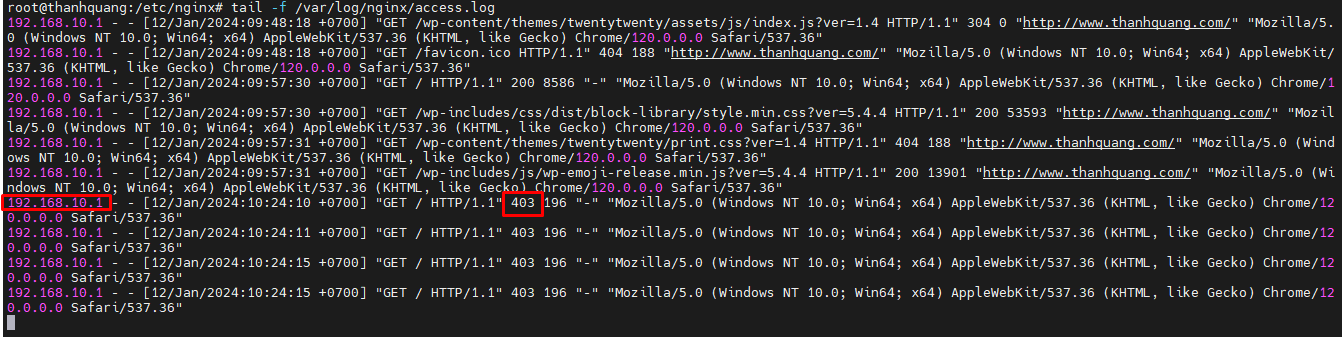 root@thanhquang:/etc/nginx# tail -f /var/log/nginx/access.log
192.168.10.1 - - [12/Jan/2024:09:48:18 +0700] "GET /wp-content/themes/twentytwenty/assets/js/index.js?ver=1.4 HTTP/1.1" 304 0 "http://www.thanhquang.com/" "Mozilla/5.
0 (Windows NT 10.0; Win64; x64) AppleWebKit/537.36 (KHTML, like Gecko) Chrome/120.0.0.0 Safari/537.36"
192.168.10.1 - - [12/Jan/2024:09:48:18 +0700] "GET /favicon.ico HTTP/1.1" 404 188 "http://www.thanhquang.com/" "Mozilla/5.0 (Windows NT 10.0; Win64; x64) AppleWebKit/
537.36 (KHTML, like Gecko) Chrome/120.0.0.0 Safari/537.36"
192.168.10.1 - - [12/Jan/2024:09:57:30 +0700] "GET / HTTP/1.1" 200 8586 "-" "Mozilla/5.0 (Windows NT 10.0; Win64; x64) AppleWebKit/537.36 (KHTML, like Gecko) Chrome/1
20.0.0.0 Safari/537.36"
192.168.10.1 - - [12/Jan/2024:09:57:30 +0700] "GET /wp-includes/css/dist/block-library/style.min.css?ver=5.4.4 HTTP/1.1" 200 53593 "http://www.thanhquang.com/" "Mozil
la/5.0 (Windows NT 10.0; Win64; x64) AppleWebKit/537.36 (KHTML, like Gecko) Chrome/120.0.0.0 Safari/537.36"
192.168.10.1 - - [12/Jan/2024:09:57:31 +0700] "GET /wp-content/themes/twentytwenty/print.css?ver=1.4 HTTP/1.1" 404 188 "http://www.thanhquang.com/" "Mozilla/5.0 (Wind
ows NT 10.0; Win64; x64) AppleWebKit/537.36 (KHTML, like Gecko) Chrome/120.0.0.0 Safari/537.36"
192.168.10.1 - - [12/Jan/2024:09:57:31 +0700] "GET /wp-includes/js/wp-emoji-release.min.js?ver=5.4.4 HTTP/1.1" 200 13901 "http://www.thanhquang.com/" "Mozilla/5.0 (Wi
ndows NT 10.0; Win64; x64) AppleWebKit/537.36 (KHTML, like Gecko) Chrome/120.0.0.0 Safari/537.36"
192.168.10.1 - - [12/Jan/2024:10:24:10 +0700] "GET / HTTP/1.1" 403 196 "-" "Mozilla/5.0 (Windows NT 10.0; Win64; x64) AppleWebKit/537.36 (KHTML, like Gecko) Chrome/12
0.0.0.0 Safari/537.36"
192.168.10.1 - - [12/Jan/2024:10:24:11 +0700] "GET / HTTP/1.1" 403 196 "-" "Mozilla/5.0 (Windows NT 10.0; Win64; x64) AppleWebKit/537.36 (KHTML, like Gecko) Chrome/12
0.0.0.0 Safari/537.36"
192.168.10.1 - - [12/Jan/2024:10:24:15 +0700] "GET / HTTP/1.1" 403 196 "-" "Mozilla/5.0 (Windows NT 10.0; Win64; x64) AppleWebKit/537.36 (KHTML, like Gecko) Chrome/12
0.0.0.0 Safari/537.36"
192.168.10.1 - - [12/Jan/2024:10:24:15 +0700] "GET / HTTP/1.1" 403 196 "-" "Mozilla/5.0 (Windows NT 10.0; Win64; x64) AppleWebKit/537.36 (KHTML, like Gecko) Chrome/12
0.0.0.0 Safari/537.36"